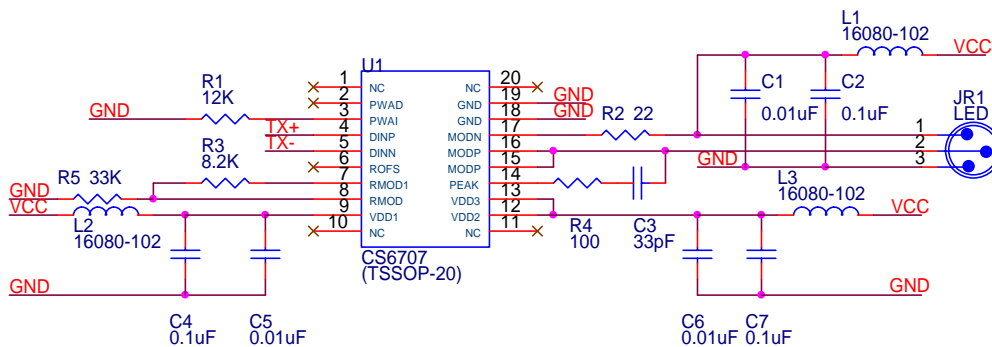 L1
16080-102
VCC
U1
R1
12K
GND
1
NC
2
PWAD
3
PWAI
TX+
4
DINP
TX-
5
DINN
6
ROFS
R3
8.2K
7
RMOD1
8
RMOD
9
VDD1
10
NC
20
NC
19
GND
GND
18
GND
GND
17
MODN
16
MODP
15
MODP
14
PEAK
13
VDD3
12
VDD2
11
NC
R2 22
C1
0.01uF
C2
0.1uF
JR1
LED
1
2
3
GND
R5 33K
GND
VCC
L2
16080-102
CS6707
(TSSOP-20)
R4
100
C3
33pF
L3
16080-102
VCC
GND
GND
C4
0.1uF
C5
0.01uF
C6
0.01uF
C7
0.1uF